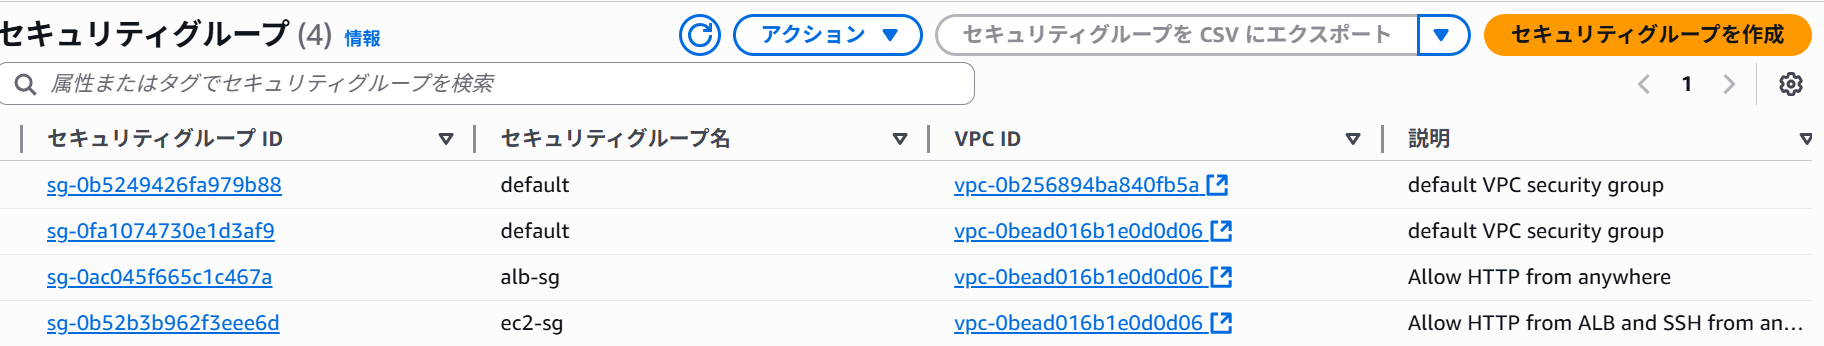 セキュリティグループ (4) 情報 アクション セキュリティグループを CSV にエクスポート セキュリティグループを作成
属性またはタグでセキュリティグループを検索 1
セキュリティグループ ID セキュリティグループ名 VPC ID 説明
sg-0b5249426fa979b88 default vpc-0b256894ba840fb5a default VPC security group
sg-0fa1074730e1d3af9 default vpc-0bead016b1e0d0d06 default VPC security group
sg-0ac045f665c1c467a alb-sg vpc-0bead016b1e0d0d06 Allow HTTP from anywhere
sg-0b52b3b962f3eee6d ec2-sg vpc-0bead016b1e0d0d06 Allow HTTP from ALB and SSH from an...